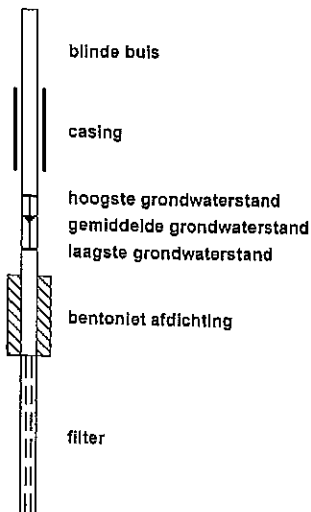 blinde buis
casing
hoogste grondwaterstand
gemiddelde grondwaterstand
laagste grondwaterstand
bentoniet afdichting
filter